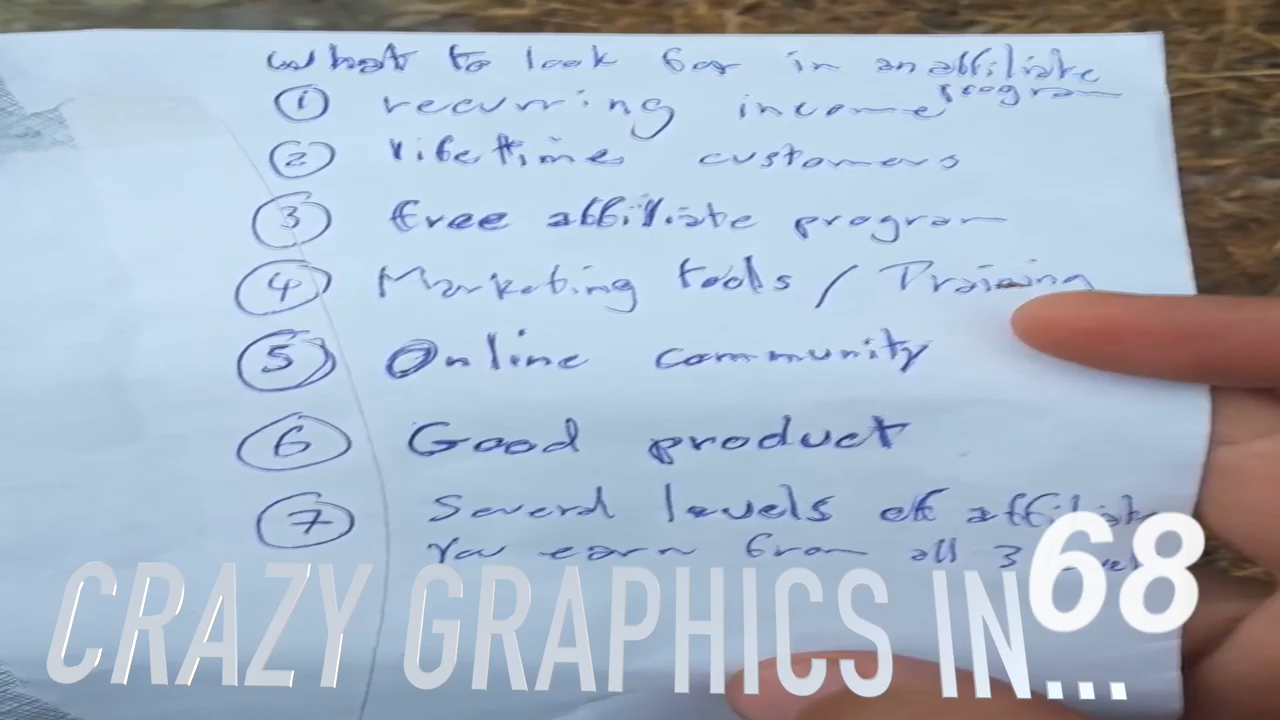 What to look for in an affiliate
program
① recurring income
② Lifetime customers
③ free affiliate program
④ Marketing tools / Training
⑤ Online community
⑥ Good product
⑦ Several levels of
You earn from all 3
CRAZY GRAPHICS IN...
68